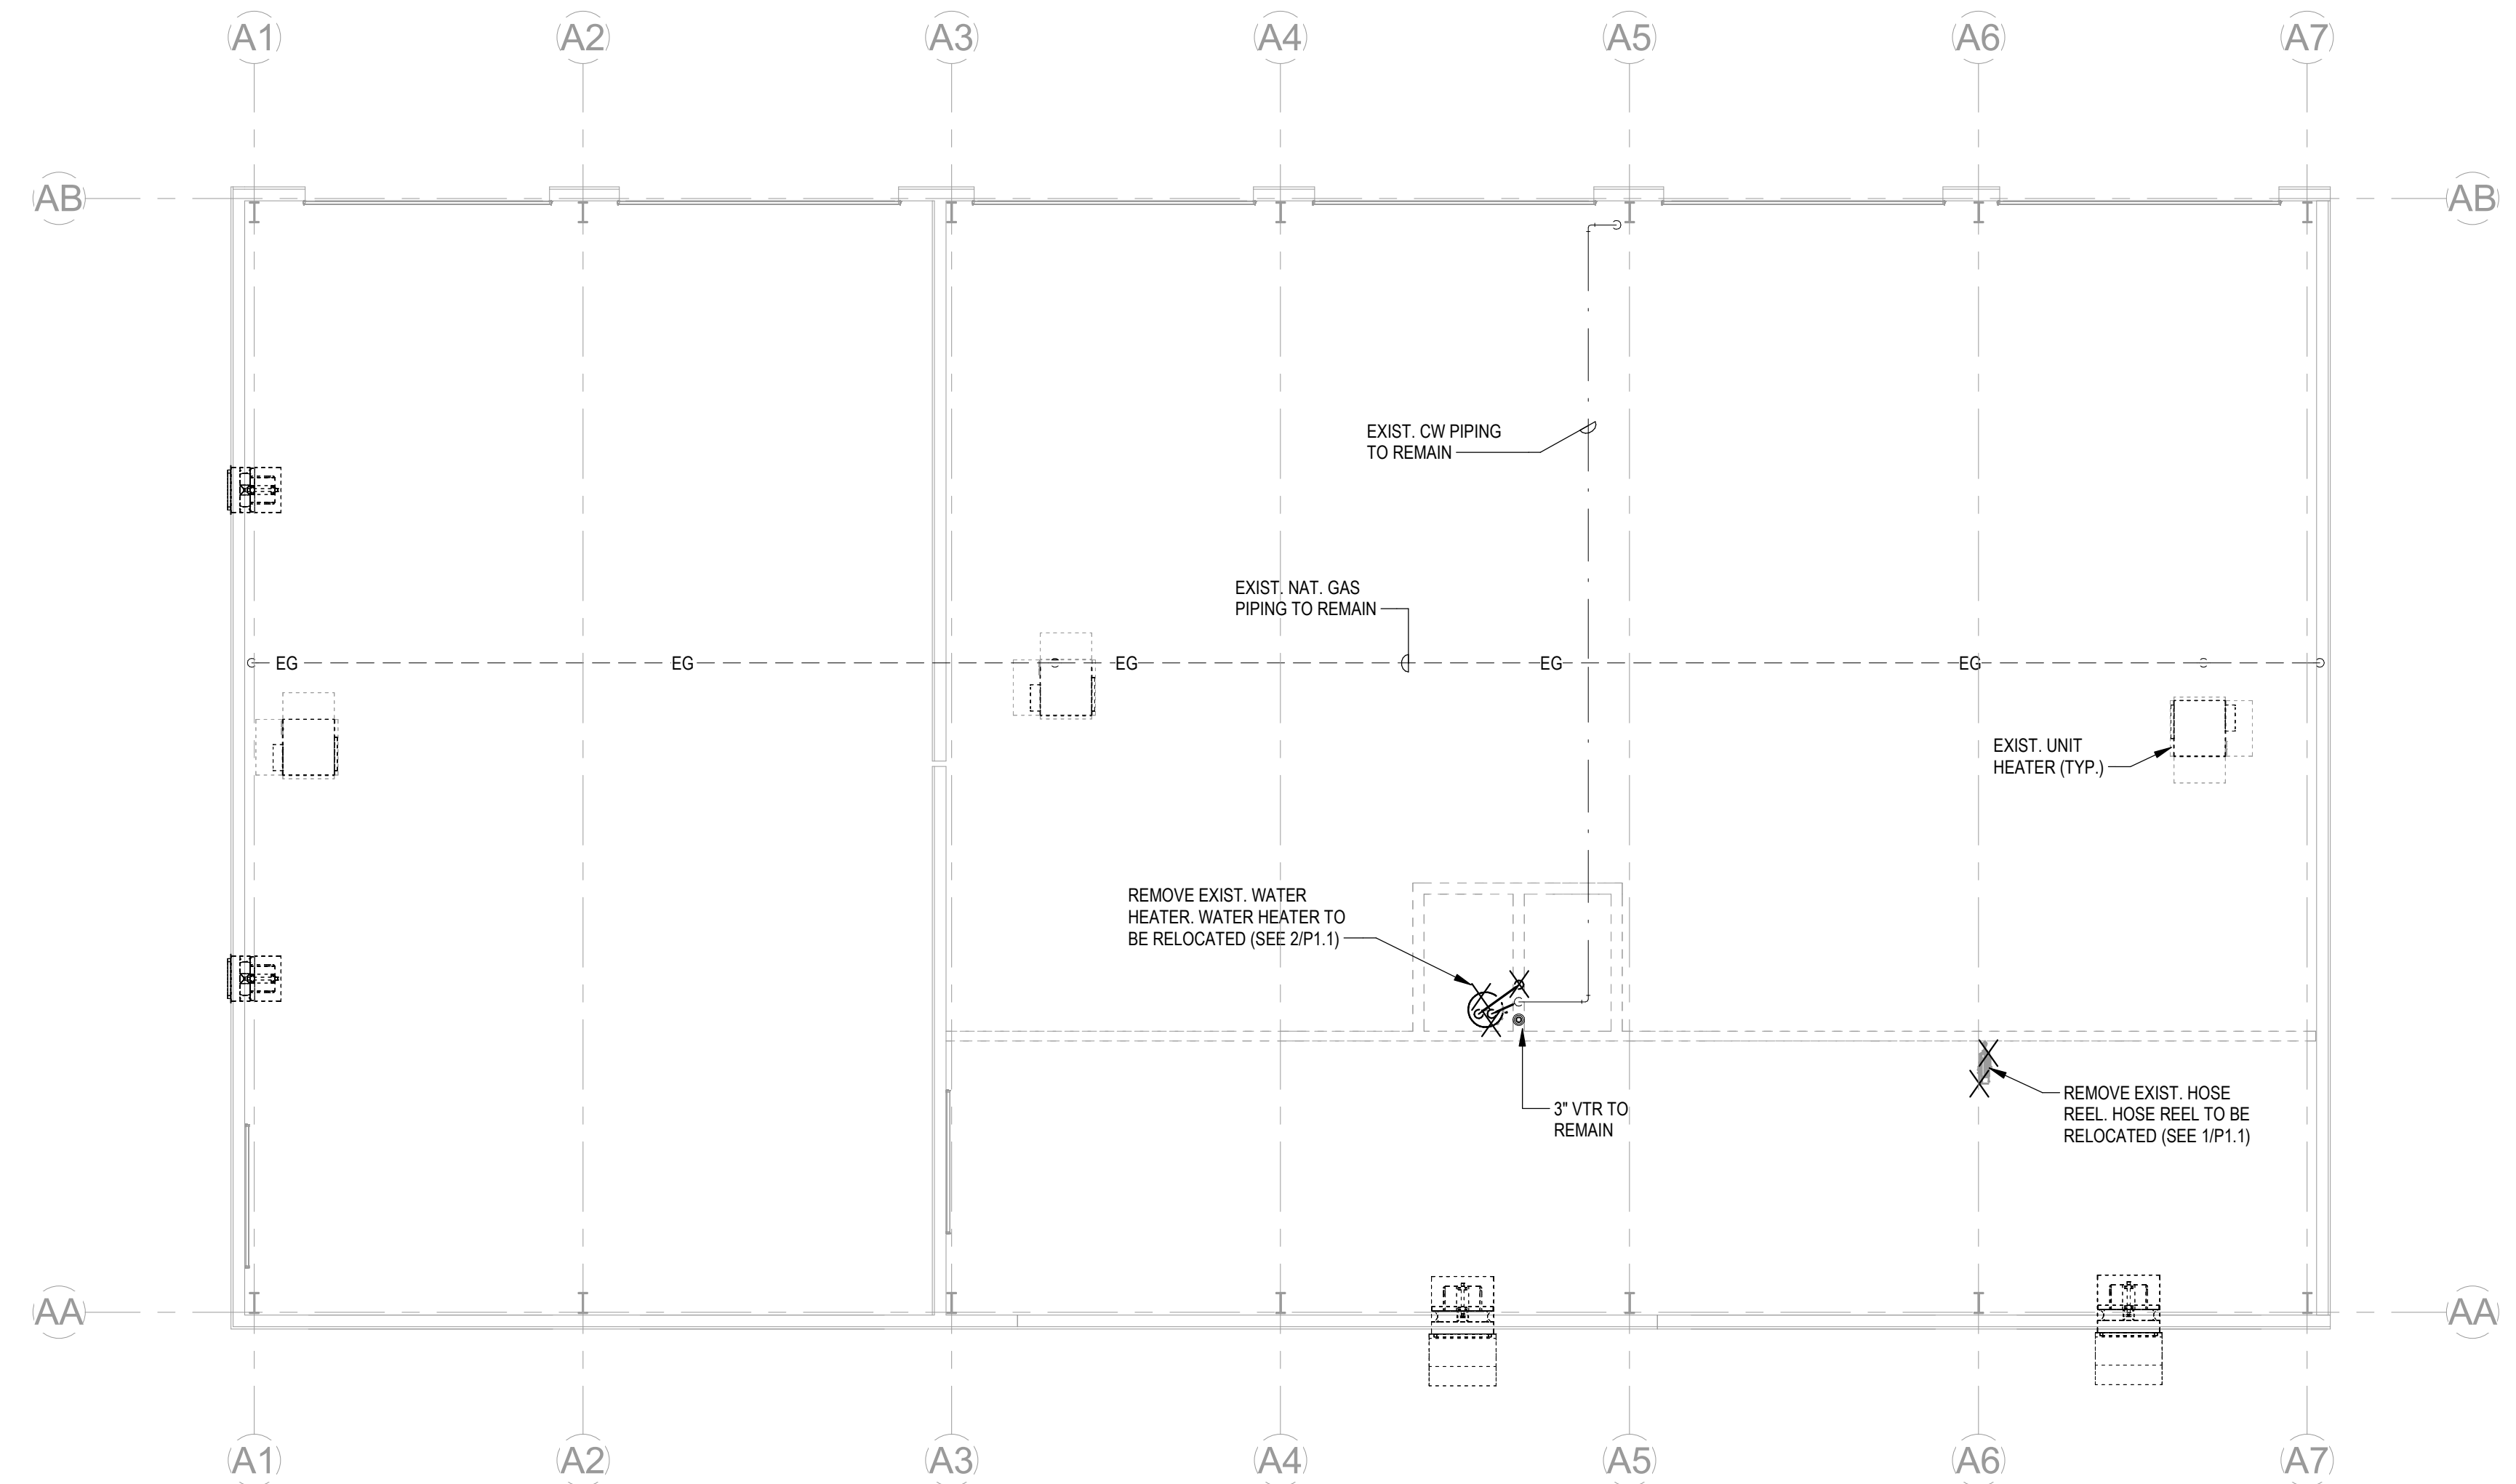 A1 A2 A3 A4 A5 A6 A7
AB AB
EXIST. CW PIPING
TO REMAIN
EXIST. NAT. GAS
PIPING TO REMAIN
EG EG EG EG EG
EXIST. UNIT
HEATER (TYP.)
REMOVE EXIST. WATER
HEATER. WATER HEATER TO
BE RELOCATED (SEE 2/P1.1)
3" VTR TO
REMAIN
REMOVE EXIST. HOSE
REEL. HOSE REEL TO BE
RELOCATED (SEE 1/P1.1)
AA AA
A1 A2 A3 A4 A5 A6 A7